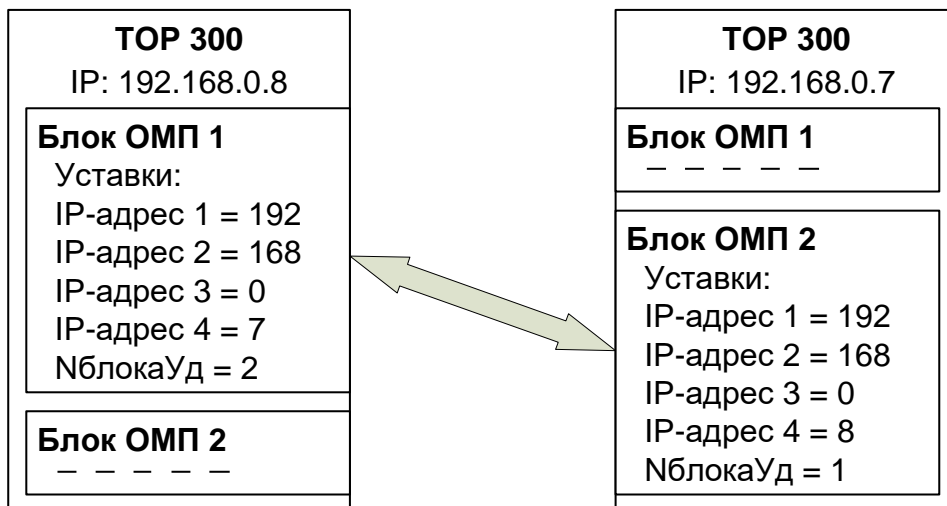 ТОР 300
IP: 192.168.0.8
Блок ОМП 1
Уставки:
IP-адрес 1 = 192
IP-адрес 2 = 168
IP-адрес 3 = 0
IP-адрес 4 = 7
NблокаУд = 2
Блок ОМП 2
– – – – –
ТОР 300
IP: 192.168.0.7
Блок ОМП 1
– – – – –
Блок ОМП 2
Уставки:
IP-адрес 1 = 192
IP-адрес 2 = 168
IP-адрес 3 = 0
IP-адрес 4 = 8
NблокаУд = 1